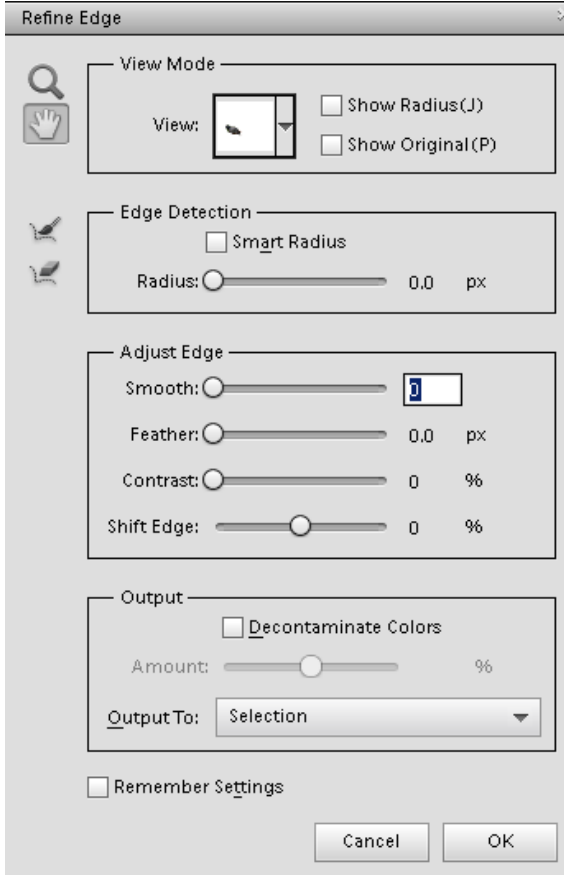 Refine Edge
View Mode
View:
Show Radius(J)
Show Original(P)
Edge Detection
Smart Radius
Radius: 0.0 px
Adjust Edge
Smooth: 0
Feather: 0.0 px
Contrast: 0 %
Shift Edge: 0 %
Output
Decontaminate Colors
Amount: %
Output To: Selection
Remember Settings
Cancel OK